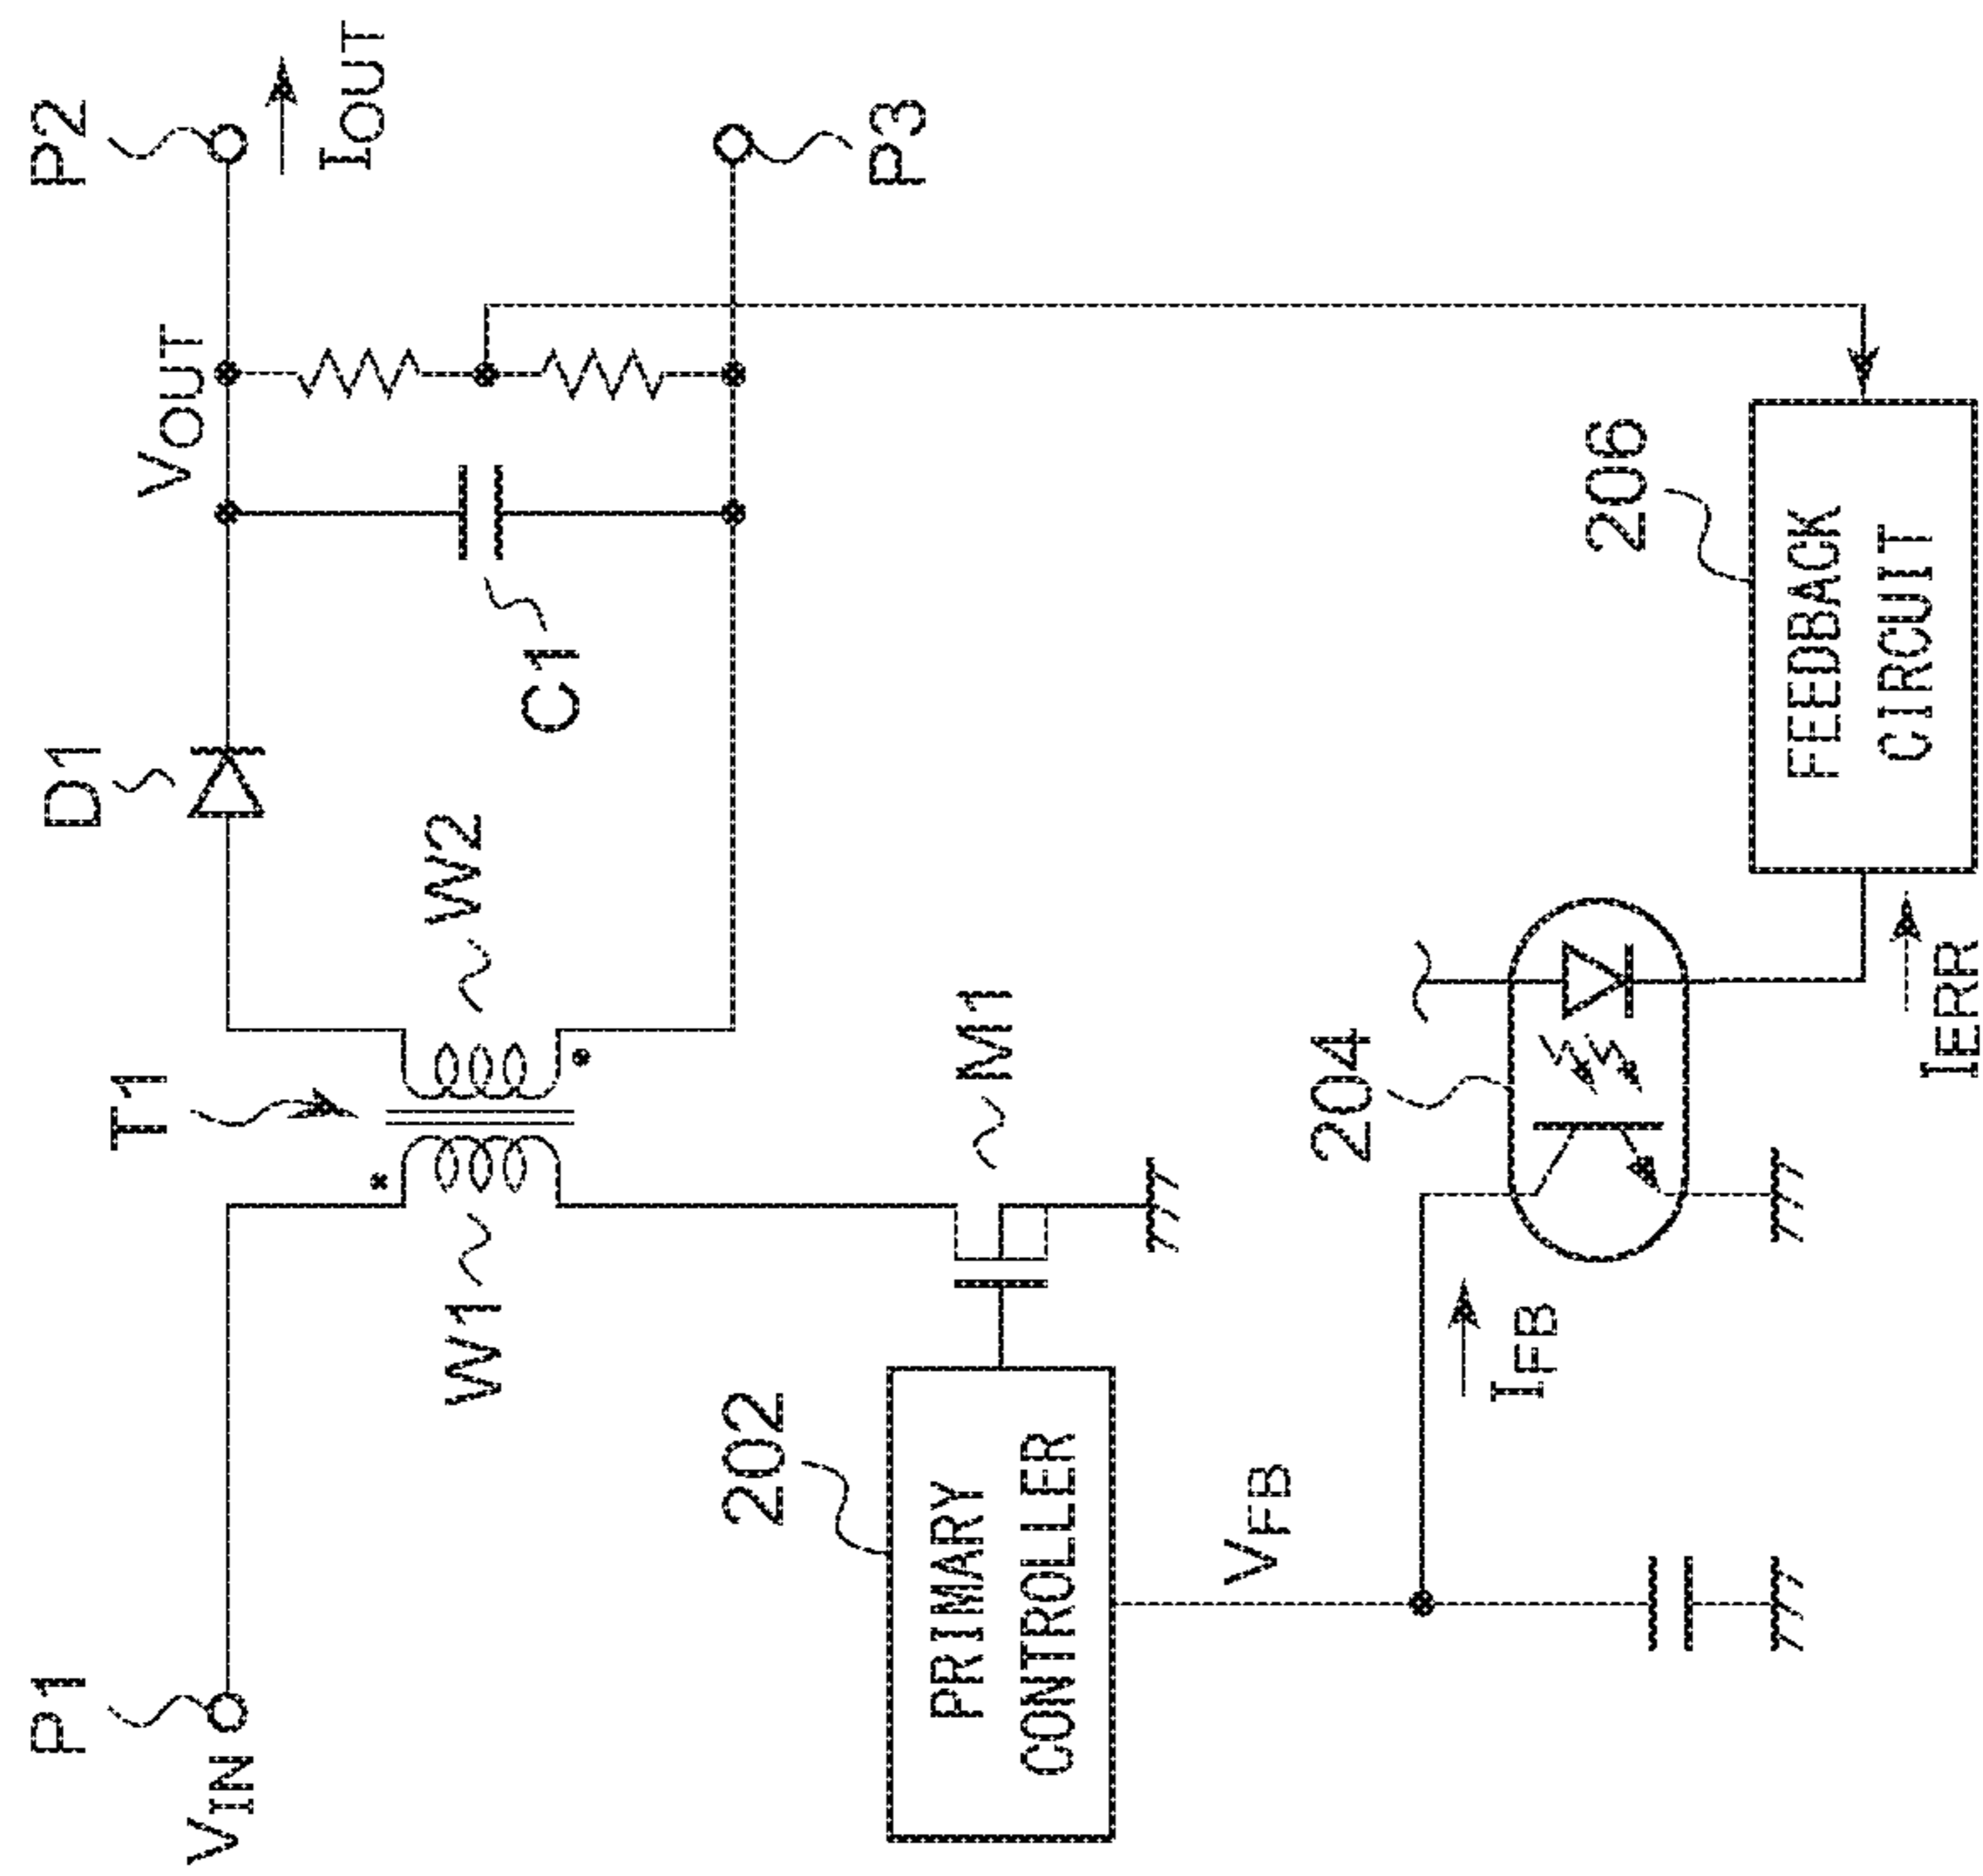 P1
VIN
T1
D1
P2
VOUT
IOUT
W1
W2
C1
P3
202
PRIMARY
CONTROLLER
M1
VFB
IFB
204
IERR
206
FEEDBACK
CIRCUIT